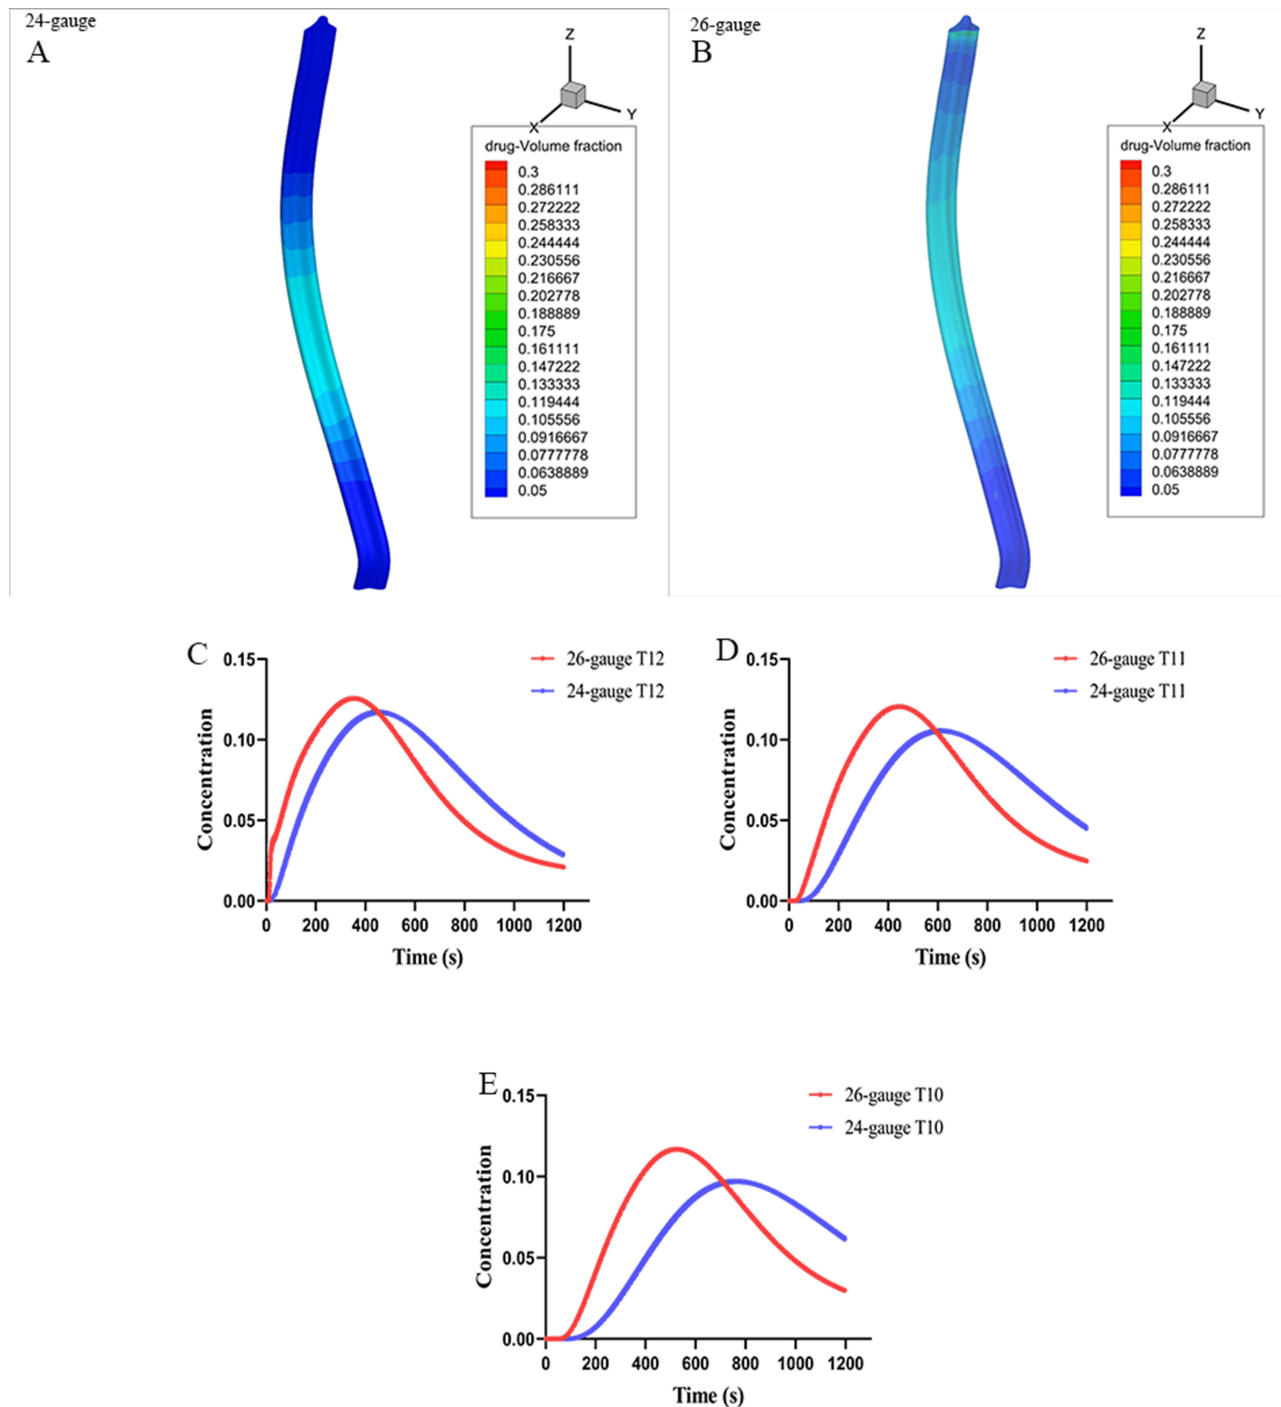 24-gauge
A
Z
Y
X
drug-Volume fraction
0.3
0.286111
0.272222
0.258333
0.244444
0.230556
0.216667
0.202778
0.188889
0.175
0.161111
0.147222
0.133333
0.119444
0.105556
0.0916667
0.0777778
0.0638889
0.05
26-gauge
B
Z
Y
X
drug-Volume fraction
0.3
0.286111
0.272222
0.258333
0.244444
0.230556
0.216667
0.202778
0.188889
0.175
0.161111
0.147222
0.133333
0.119444
0.105556
0.0916667
0.0777778
0.0638889
0.05
C
26-gauge T12
24-gauge T12
Concentration
0.15
0.10
0.05
0.00
0 200 400 600 800 1000 1200
Time (s)
D
26-gauge T11
24-gauge T11
Concentration
0.15
0.10
0.05
0.00
0 200 400 600 800 1000 1200
Time (s)
E
26-gauge T10
24-gauge T10
Concentration
0.15
0.10
0.05
0.00
0 200 400 600 800 1000 1200
Time (s)